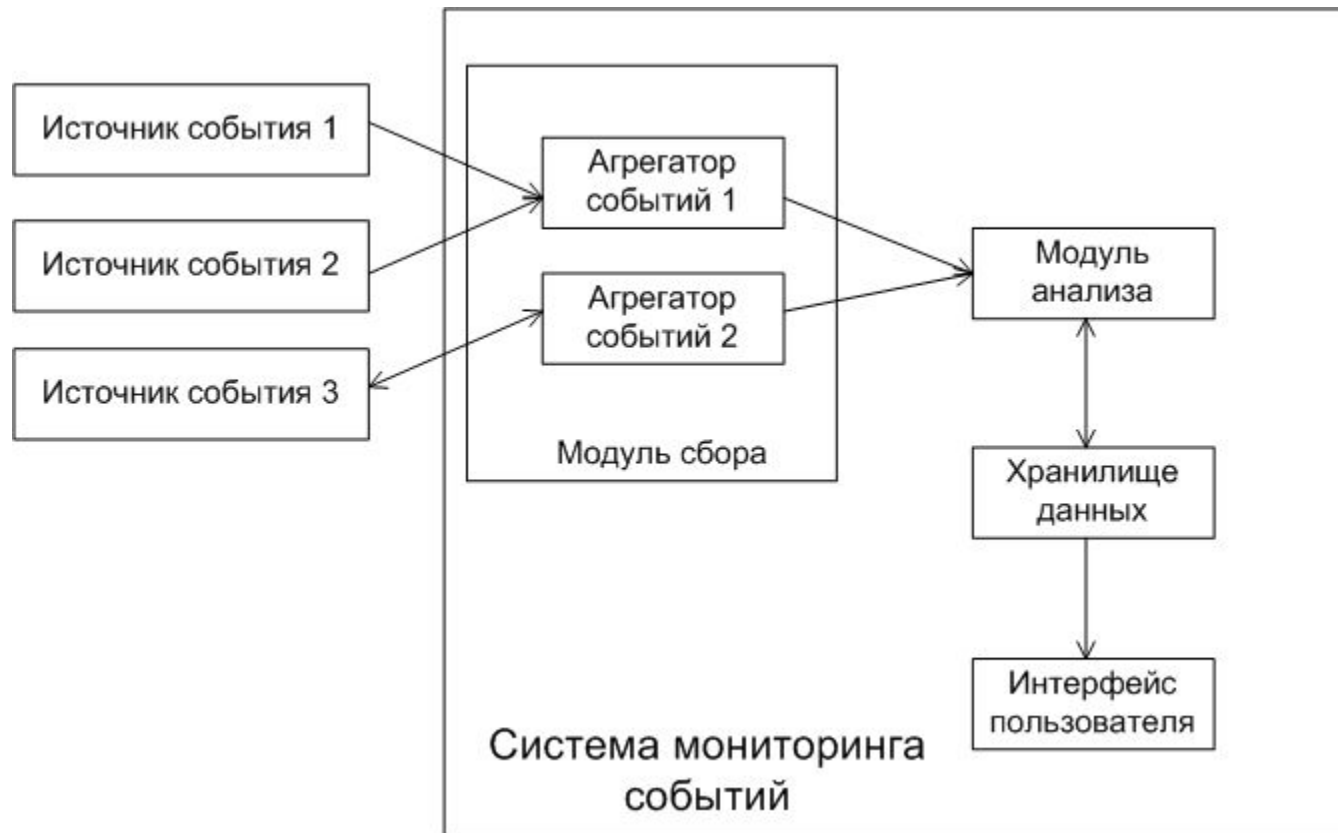 Источник события 1
Источник события 2
Источник события 3
Агрегатор
событий 1
Агрегатор
событий 2
Модуль сбора
Модуль
анализа
Хранилище
данных
Интерфейс
пользователя
Система мониторинга
событий